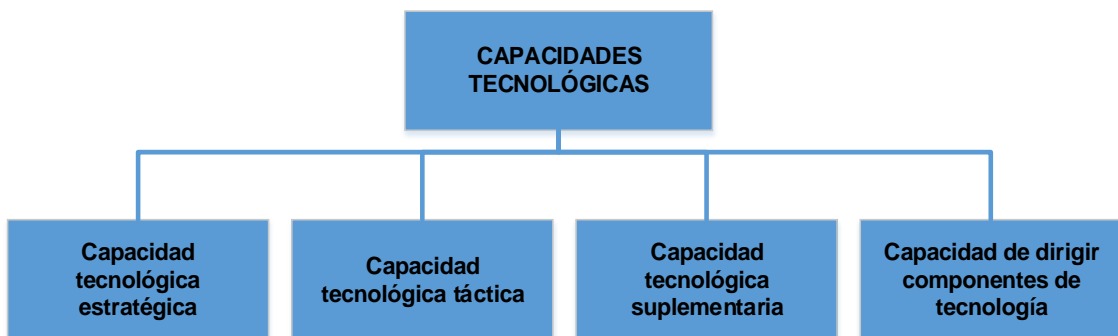 CAPACIDADES
TECNOLÓGICAS
Capacidad
tecnológica
estratégica
Capacidad
tecnológica táctica
Capacidad
tecnológica
suplementaria
Capacidad de dirigir
componentes de
tecnología